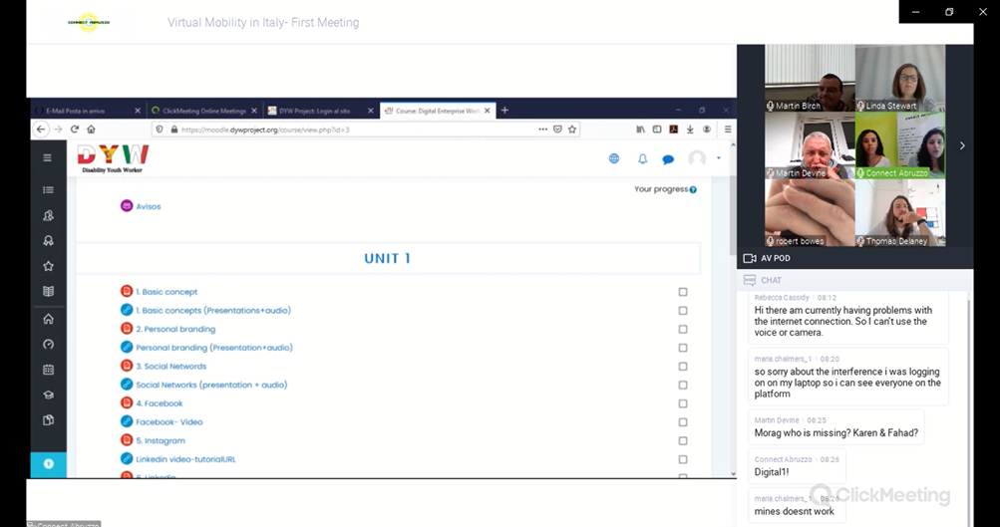 CONNECT ABRUZZO
Virtual Mobility in Italy- First Meeting
E-Mail Posta in arrivo
ClickMeeting Online Meetings
DYW Project: Login al sito
Course: Digital Enterprise Wor
https://moodle.dywproject.org/course/view.php?id=3
DYW
Disability Youth Worker
Your progress
Avisos
UNIT 1
1. Basic concept
1. Basic concepts (Presentations+audio)
2. Personal branding
Personal branding (Presentation+audio)
3. Social Networds
Social Networks (presentation + audio)
4. Facebook
Facebook- Video
5. Instagram
Linkedin video-tutorialURL
6. Linkedin
Martin BIrch
Linda Stewart
Martin Devine
Connect Abruzzo
robert bowes
Thomas Delaney
AV POD
CHAT
Rebecca Cassidy 08:12
Hi there am currently having problems with
the internet connection. So I can't use the
voice or camera.
maria chalmers_1 08:20
so sorry about the interference i was logging
on on my laptop so i can see everyone on the
platform
Martin Devine 08:25
Morag who is missing? Karen & Fahad?
Connect Abruzzo 08:26
Digital1!
maria chalmers_1 08:26
mines doesnt work
ClickMeeting
Connect Abruzzo